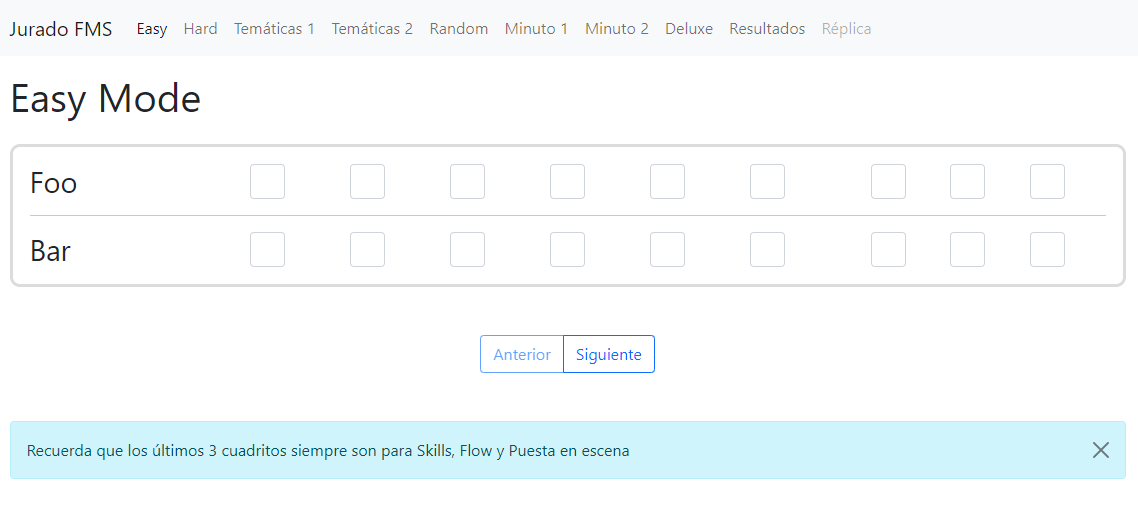 Jurado FMS Easy Hard Temáticas 1 Temáticas 2 Random Minuto 1 Minuto 2 Deluxe Resultados Réplica
Easy Mode
Foo
Bar
Anterior Siguiente
Recuerda que los últimos 3 cuadritos siempre son para Skills, Flow y Puesta en escena